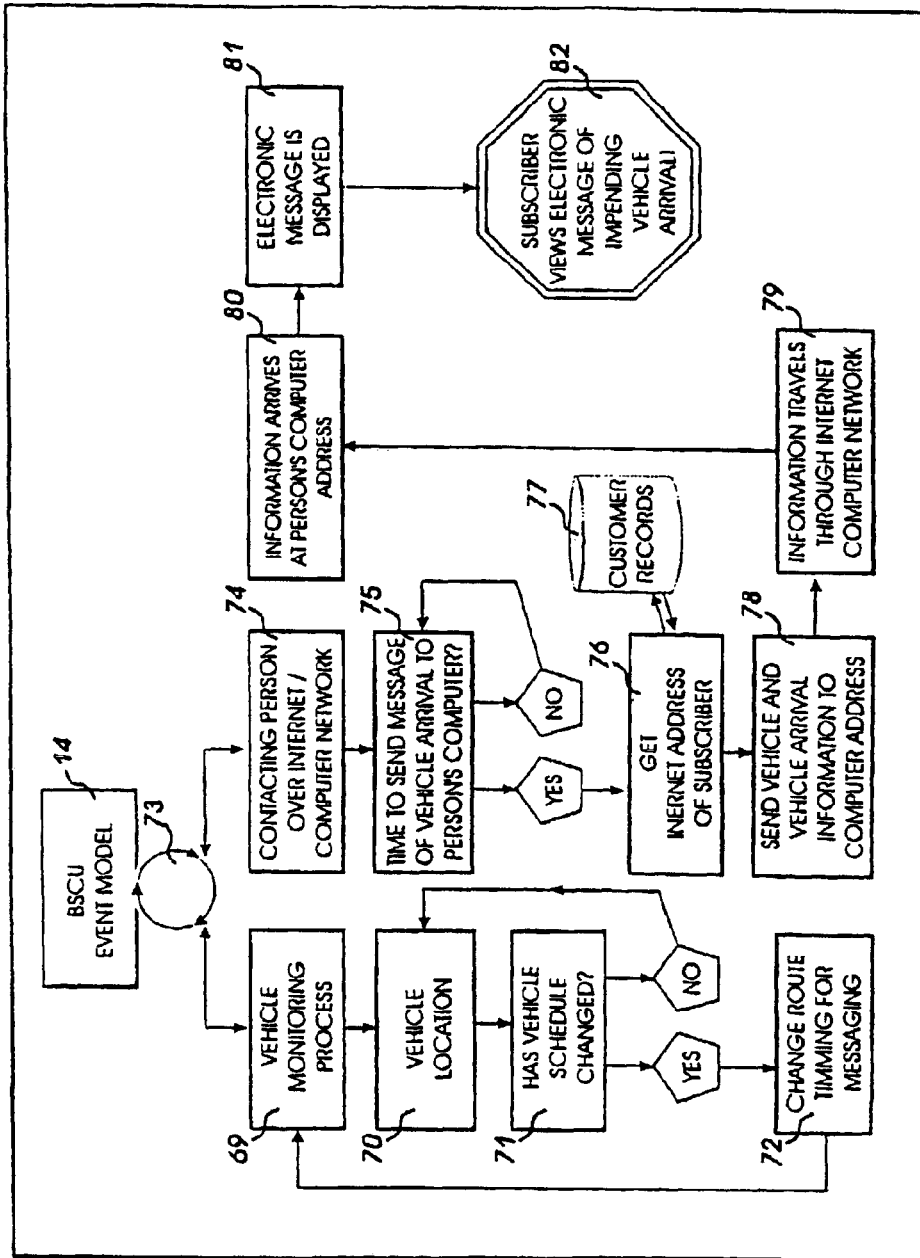 14
BSCU
EVENT MODEL
73
69
VEHICLE
MONITORING
PROCESS
70
VEHICLE
LOCATION
71
HAS VEHICLE
SCHEDULE
CHANGED?
YES
NO
72
CHANGE ROUTE
TIMMING FOR
MESSAGING
74
CONTACTING PERSON
OVER INTERNET /
COMPUTER NETWORK
75
TIME TO SEND MESSAGE
OF VEHICLE ARRIVAL TO
PERSON'S COMPUTER?
YES
NO
76
GET
INERNET ADDRESS
OF SUBSCRIBER
77
CUSTOMER
RECORDS
78
SEND VEHICLE AND
VEHICLE ARRIVAL
INFORMATION TO
COMPUTER ADDRESS
79
INFORMATION TRAVELS
THROUGH INTERNET
COMPUTER NETWORK
80
INFORMATION ARRIVES
AT PERSON'S COMPUTER
ADDRESS
81
ELECTRONIC
MESSAGE IS
DISPLAYED
82
SUBSCRIBER
VIEWS ELECTRONIC
MESSAGE OF
IMPENDING
VEHICLE
ARRIVAL!